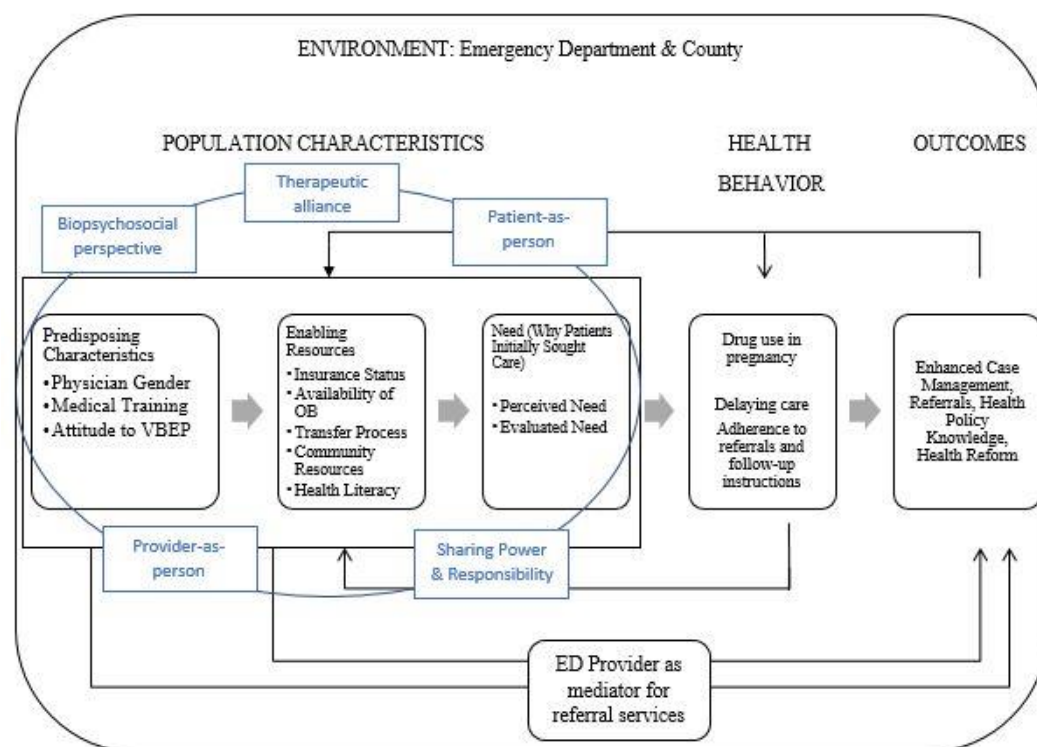 ENVIRONMENT: Emergency Department & County
POPULATION CHARACTERISTICS
HEALTH
BEHAVIOR
OUTCOMES
Therapeutic
alliance
Biopsychosocial
perspective
Patient-as-
person
Predisposing
Characteristics
•Physician Gender
•Medical Training
•Attitude to VBEP
Enabling
Resources
•Insurance Status
•Availability of
OB
•Transfer Process
•Community
Resources
•Health Literacy
Need (Why Patients
Initially Sought
Care)
•Perceived Need
•Evaluated Need
Drug use in
pregnancy
Delaying care
Adherence to
referrals and
follow-up
instructions
Enhanced Case
Management,
Referrals, Health
Policy
Knowledge,
Health Reform
Provider-as-
person
Sharing Power
& Responsibility
ED Provider as
mediator for
referral services